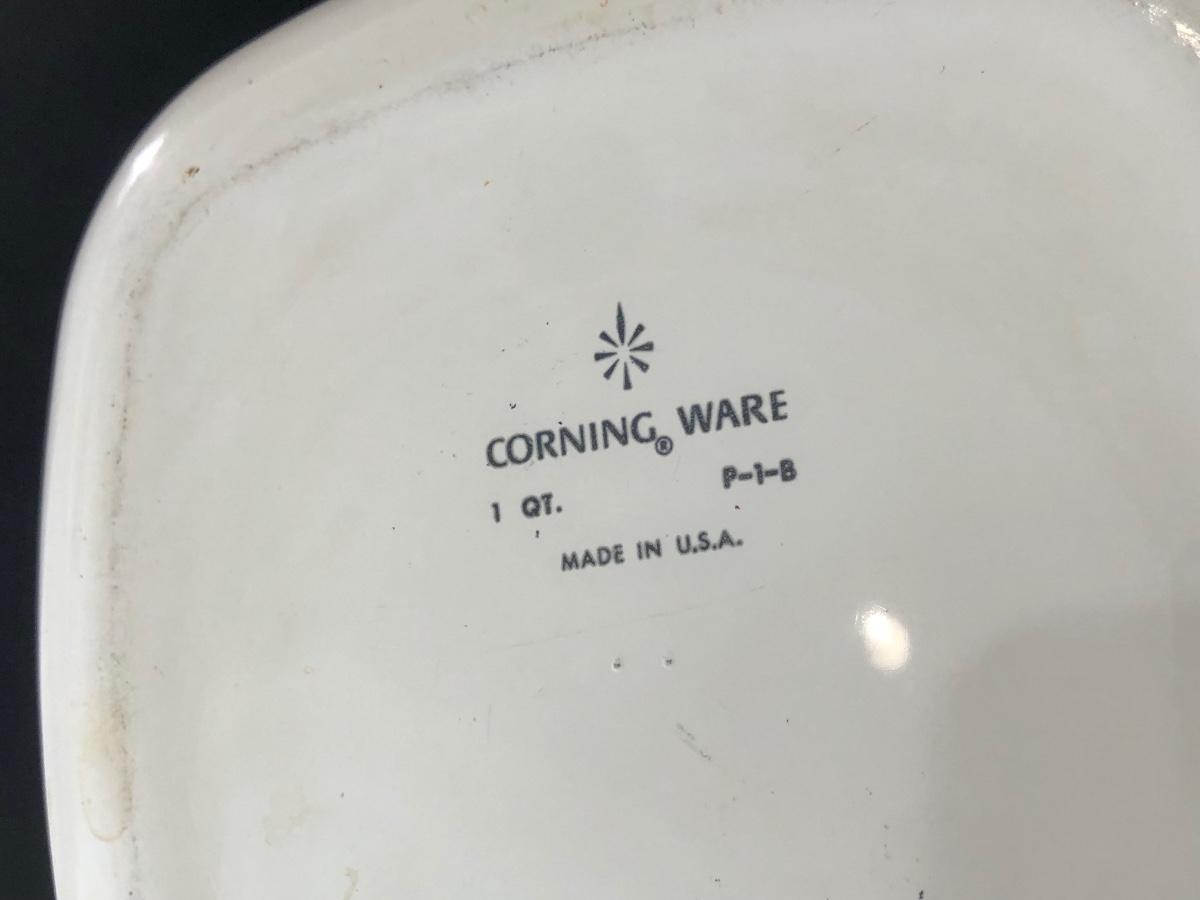 CORNING® WARE
1 QT. P-1-B
MADE IN U.S.A.